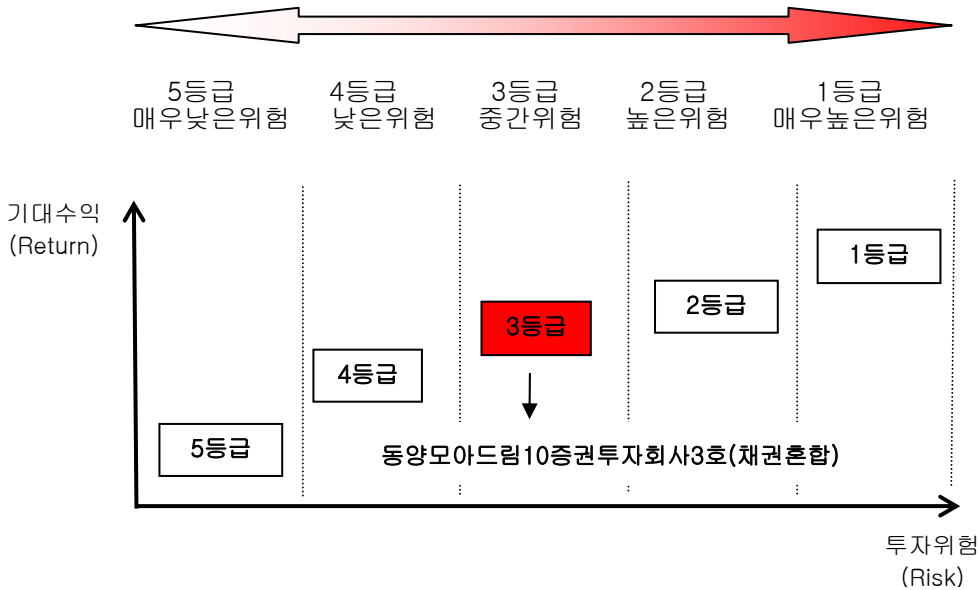 5등급 4등급 3등급 2등급 1등급
매우낮은위험 낮은위험 중간위험 높은위험 매우높은위험
기대수익
(Return)
1등급
2등급
3등급
4등급
5등급
동양모아드림10증권투자회사3호(채권혼합)
투자위험
(Risk)